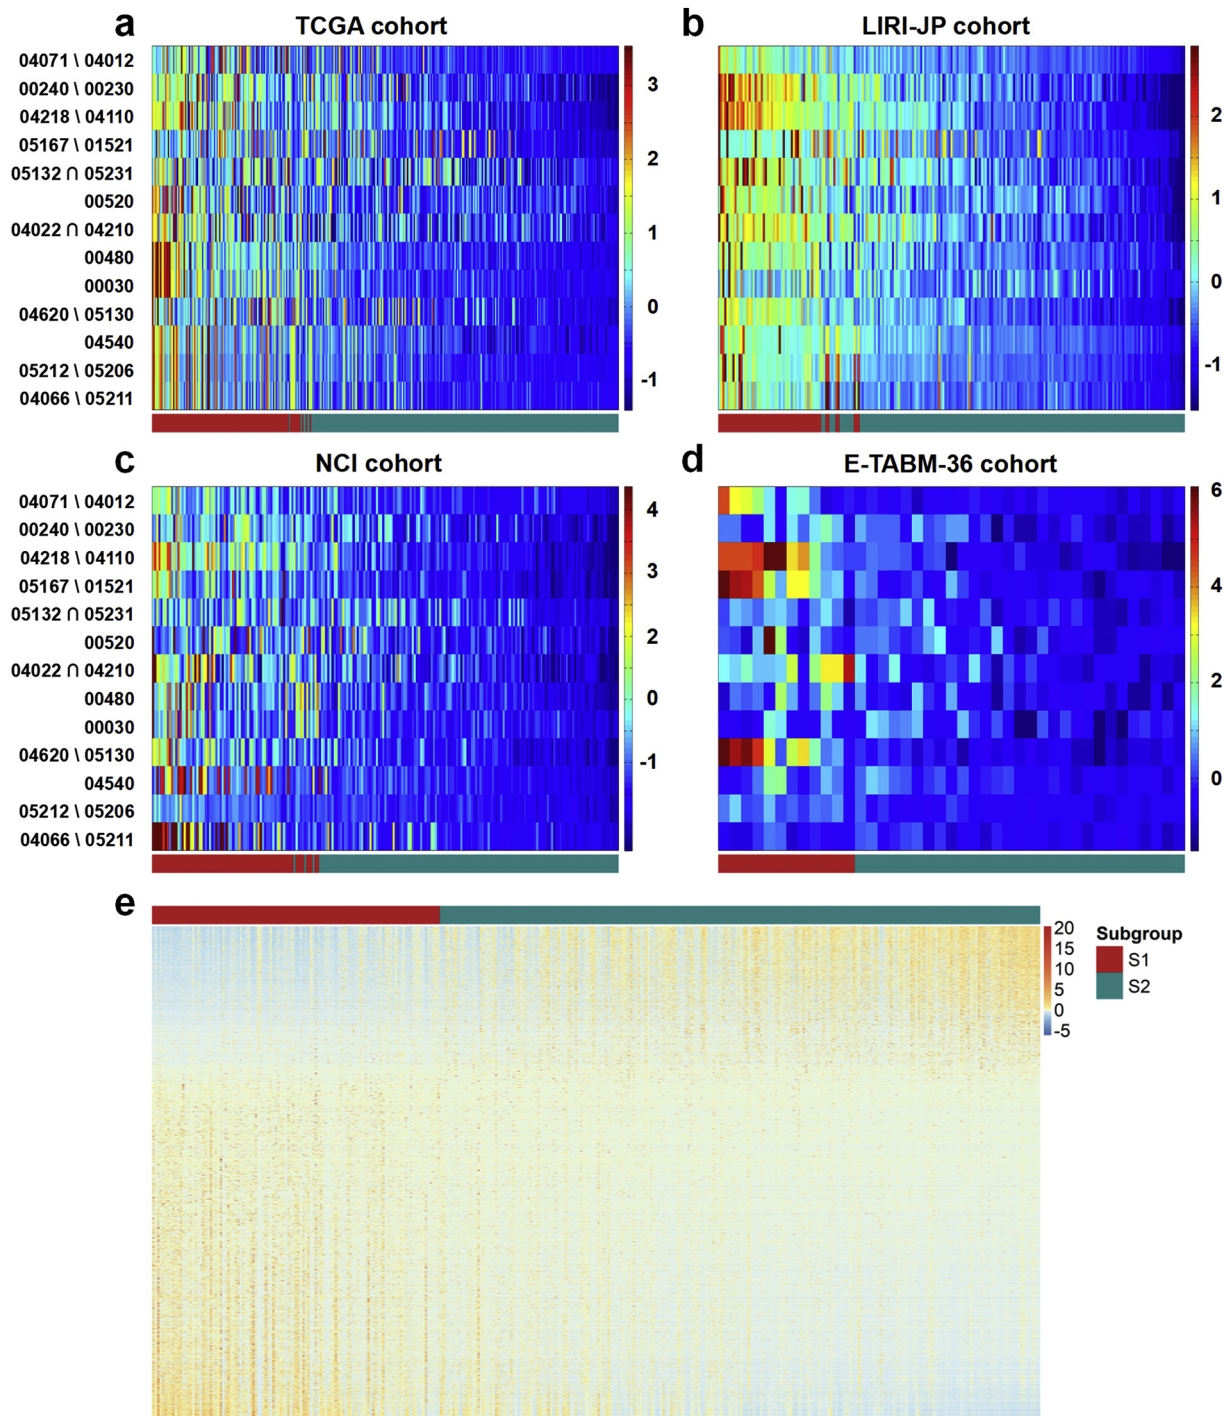 a TCGA cohort
04071 \ 04012
00240 \ 00230
04218 \ 04110
05167 \ 01521
05132 ∩ 05231
00520
04022 ∩ 04210
00480
00030
04620 \ 05130
04540
05212 \ 05206
04066 \ 05211
3
2
1
0
-1
b LIRI-JP cohort
2
1
0
-1
c NCI cohort
04071 \ 04012
00240 \ 00230
04218 \ 04110
05167 \ 01521
05132 ∩ 05231
00520
04022 ∩ 04210
00480
00030
04620 \ 05130
04540
05212 \ 05206
04066 \ 05211
4
3
2
0
-1
d E-TABM-36 cohort
6
4
2
0
e
20
15
10
5
0
-5
Subgroup
S1
S2